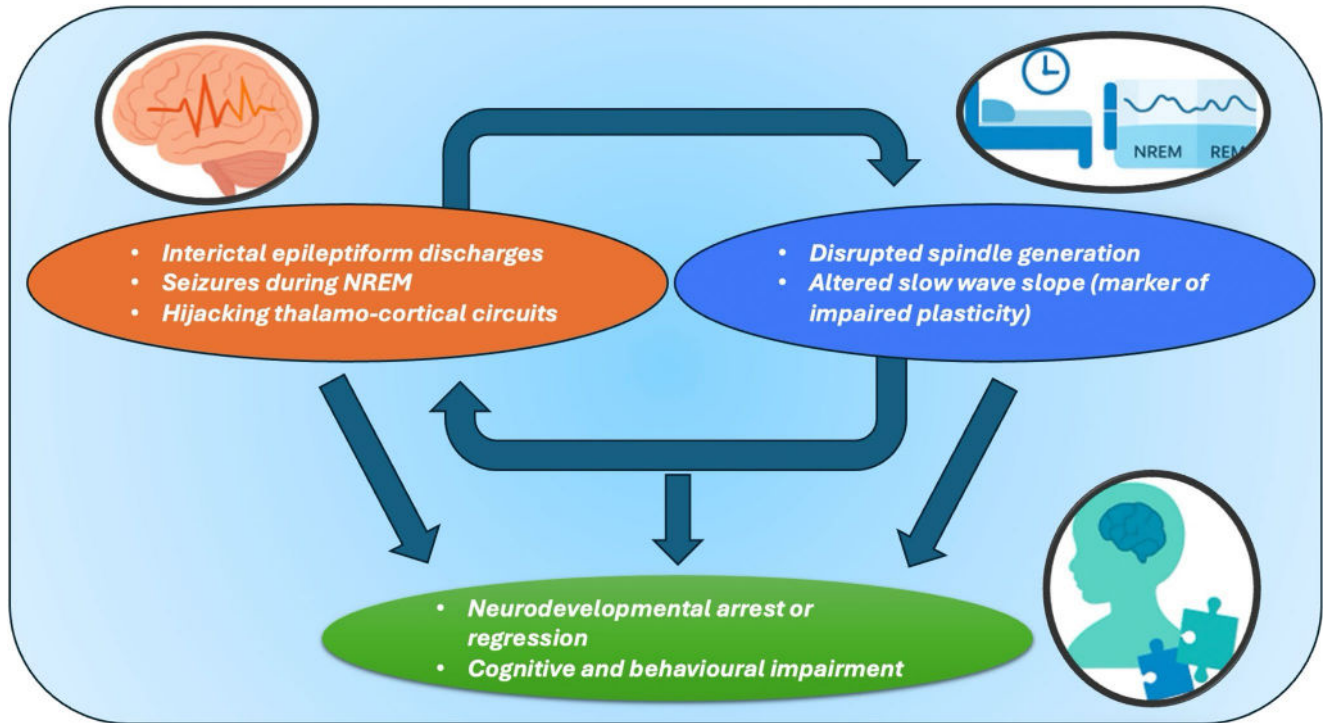 NREM REM
• Interictal epileptiform discharges
• Seizures during NREM
• Hijacking thalamo-cortical circuits
• Disrupted spindle generation
• Altered slow wave slope (marker of
impaired plasticity)
• Neurodevelopmental arrest or
regression
• Cognitive and behavioural impairment